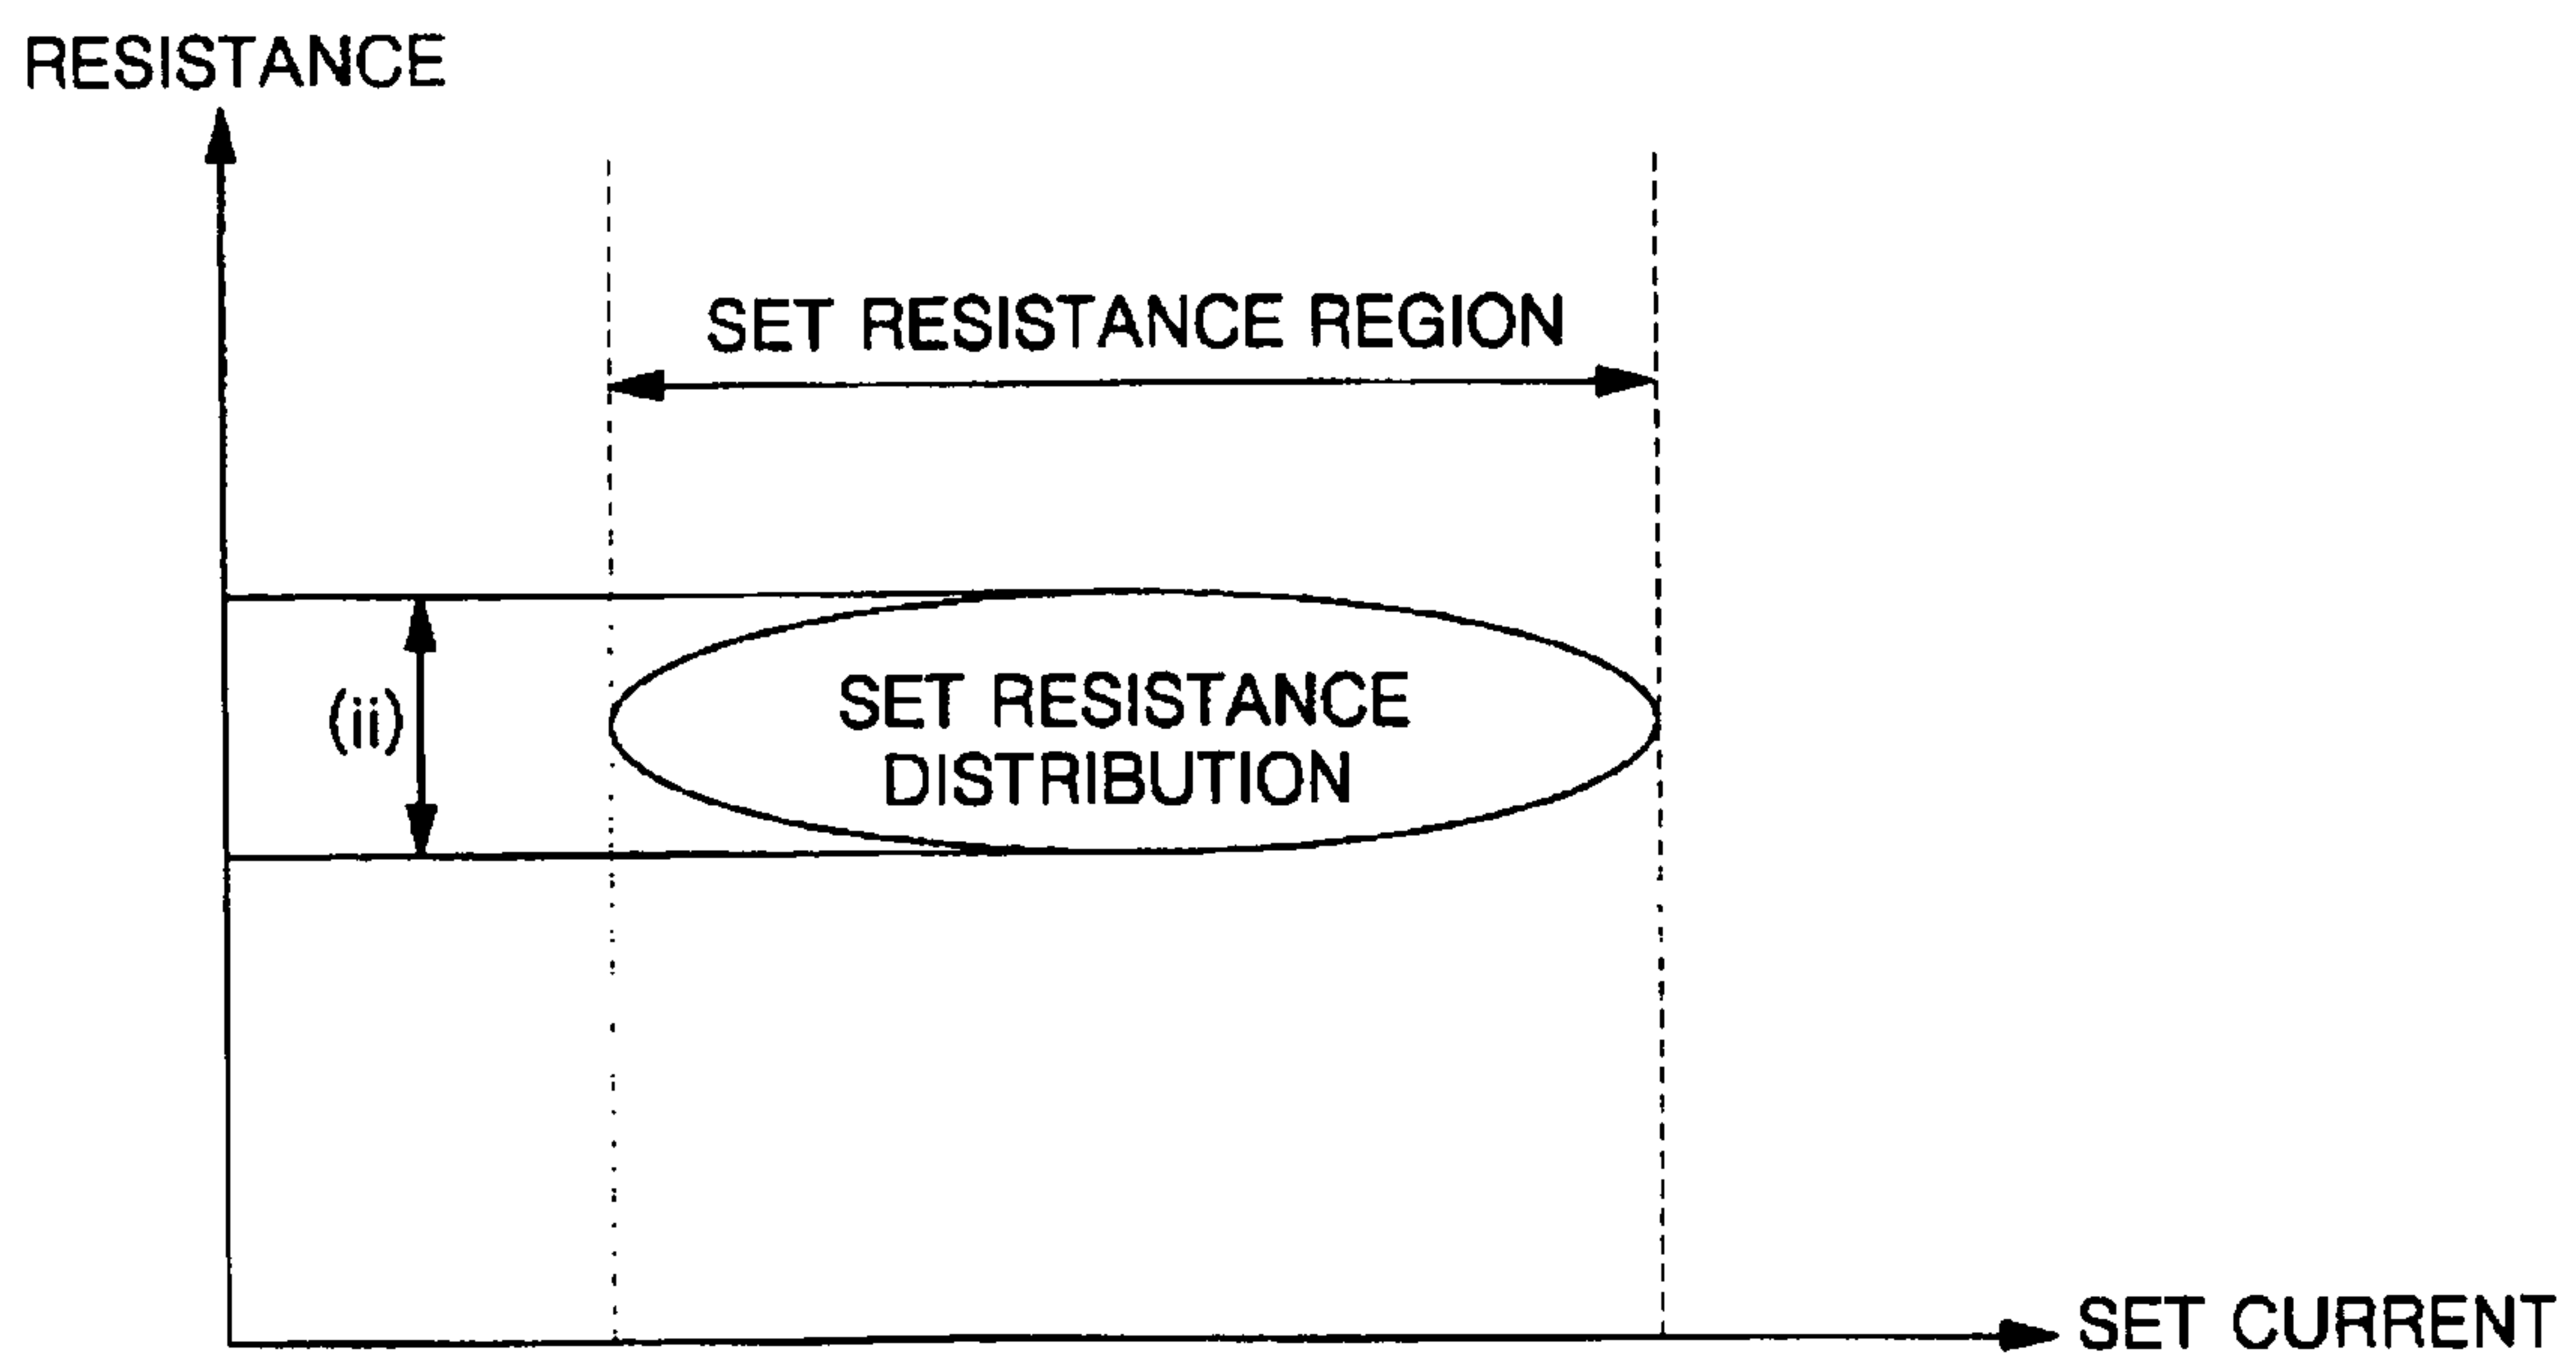 RESISTANCE
SET RESISTANCE REGION
(ii)
SET RESISTANCE
DISTRIBUTION
SET CURRENT